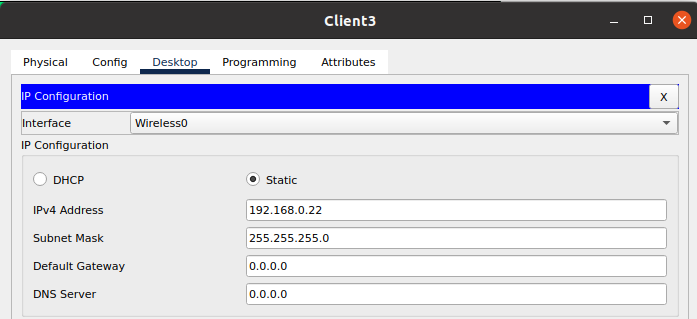 Client3
Physical Config Desktop Programming Attributes
IP Configuration X
Interface Wireless0
IP Configuration
DHCP Static
IPv4 Address 192.168.0.22
Subnet Mask 255.255.255.0
Default Gateway 0.0.0.0
DNS Server 0.0.0.0